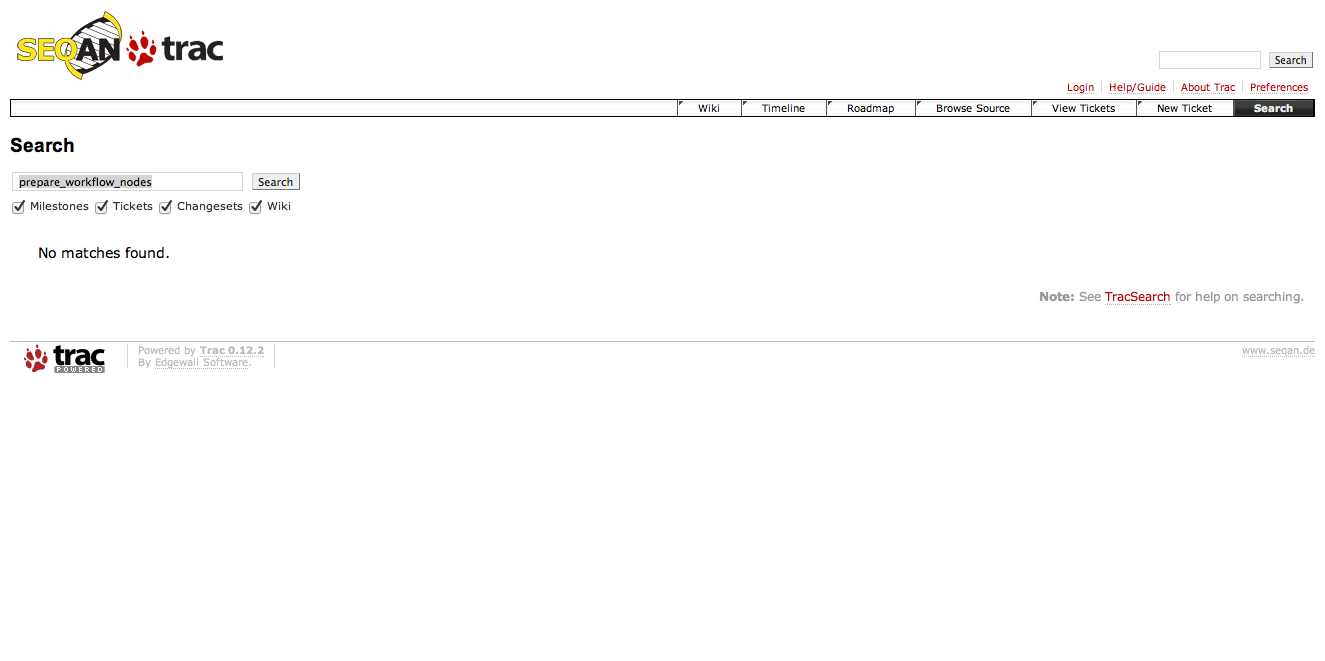 SEQAN trac
Search
Login Help/Guide About Trac Preferences
Wiki Timeline Roadmap Browse Source View Tickets New Ticket Search
Search
prepare_workflow_nodes Search
Milestones Tickets Changesets Wiki
No matches found.
Note: See TracSearch for help on searching.
trac POWERED
Powered by Trac 0.12.2
By Edgewall Software.
www.seqan.de